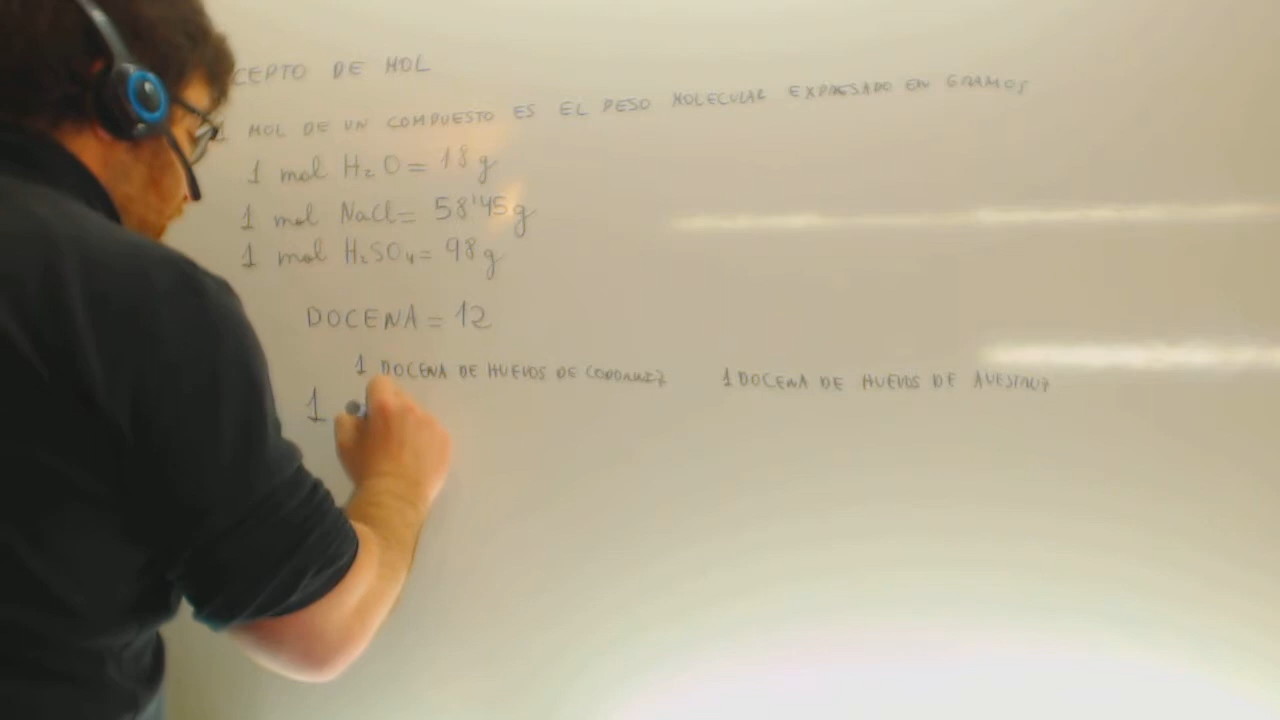 CEPTO DE MOL
1 MOL DE UN COMPUESTO ES EL PESO MOLECULAR EXPRESADO EN GRAMOS
1 mol H₂O = 18 g
1 mol NaCl = 58'45 g
1 mol H₂SO₄ = 98 g
DOCENA = 12
1 DOCENA DE HUEVOS DE CODORNIZ 1 DOCENA DE HUEVOS DE AVESTRUZ
1